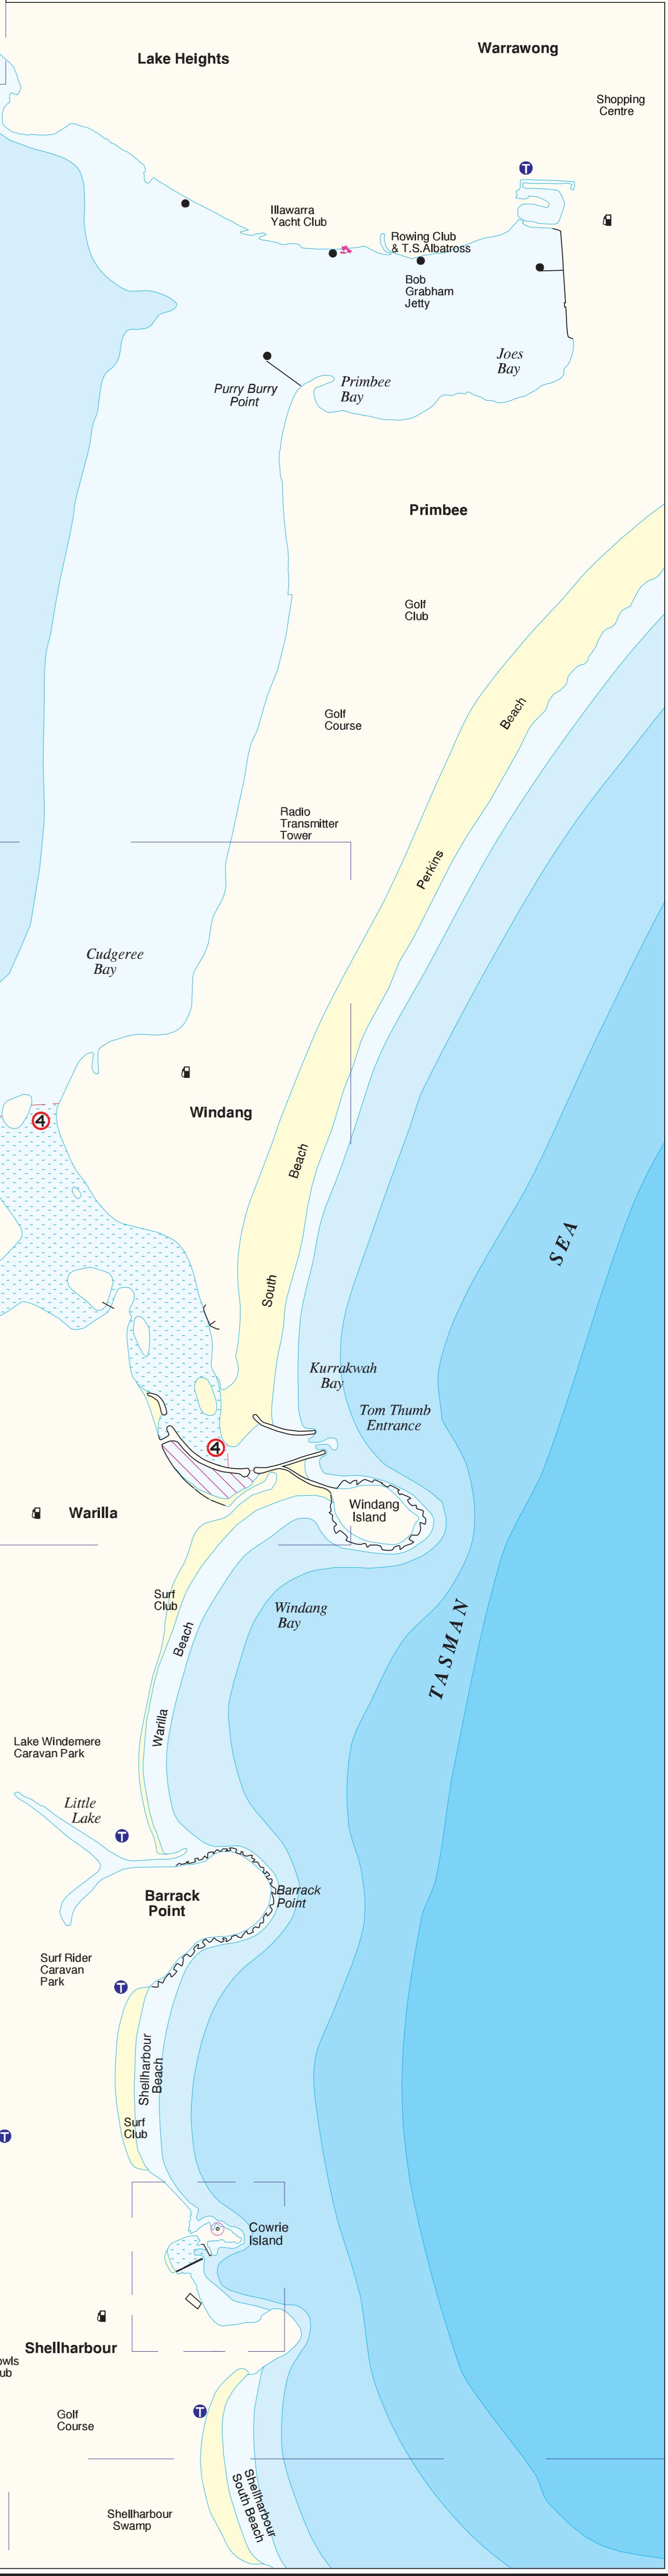 Warrawong
Lake Heights
Shopping
Centre
T
Illawarra
Yacht Club
Rowing Club
& T.S.Albatross
Bob
Grabham
Jetty
Joes
Bay
Purry Burry
Point
Primbee
Bay
Primbee
Golf
Club
Beach
Golf
Course
Radio
Transmitter
Tower
Perkins
Cudgeree
Bay
Windang
4
Beach
SEA
South
Kurrakwah
Bay
Tom Thumb
Entrance
4
Windang
Island
Warilla
Surf
Club
Windang
Bay
Beach
TASMAN
Warilla
Lake Windemere
Caravan Park
Little
Lake
T
Barrack
Point
Barrack
Point
Surf Rider
Caravan
Park
T
Shellharbour
Beach
Surf
Club
T
Cowrie
Island
Shellharbour
owls
ub
Golf
Course
T
Shellharbour
South Beach
Shellharbour
Swamp